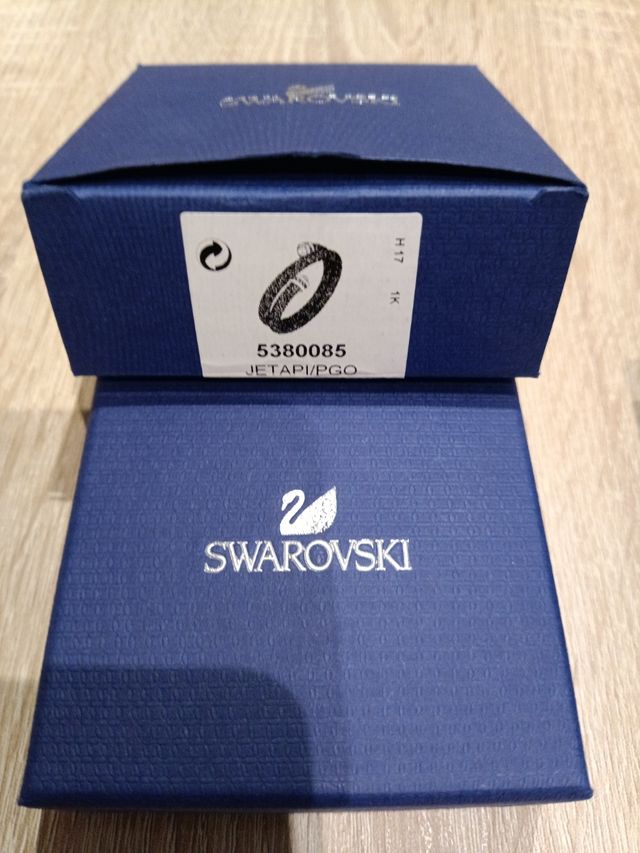 SWAROVSKI
H 17 1K
5380085
JETAPI/PGO
SWAROVSKI